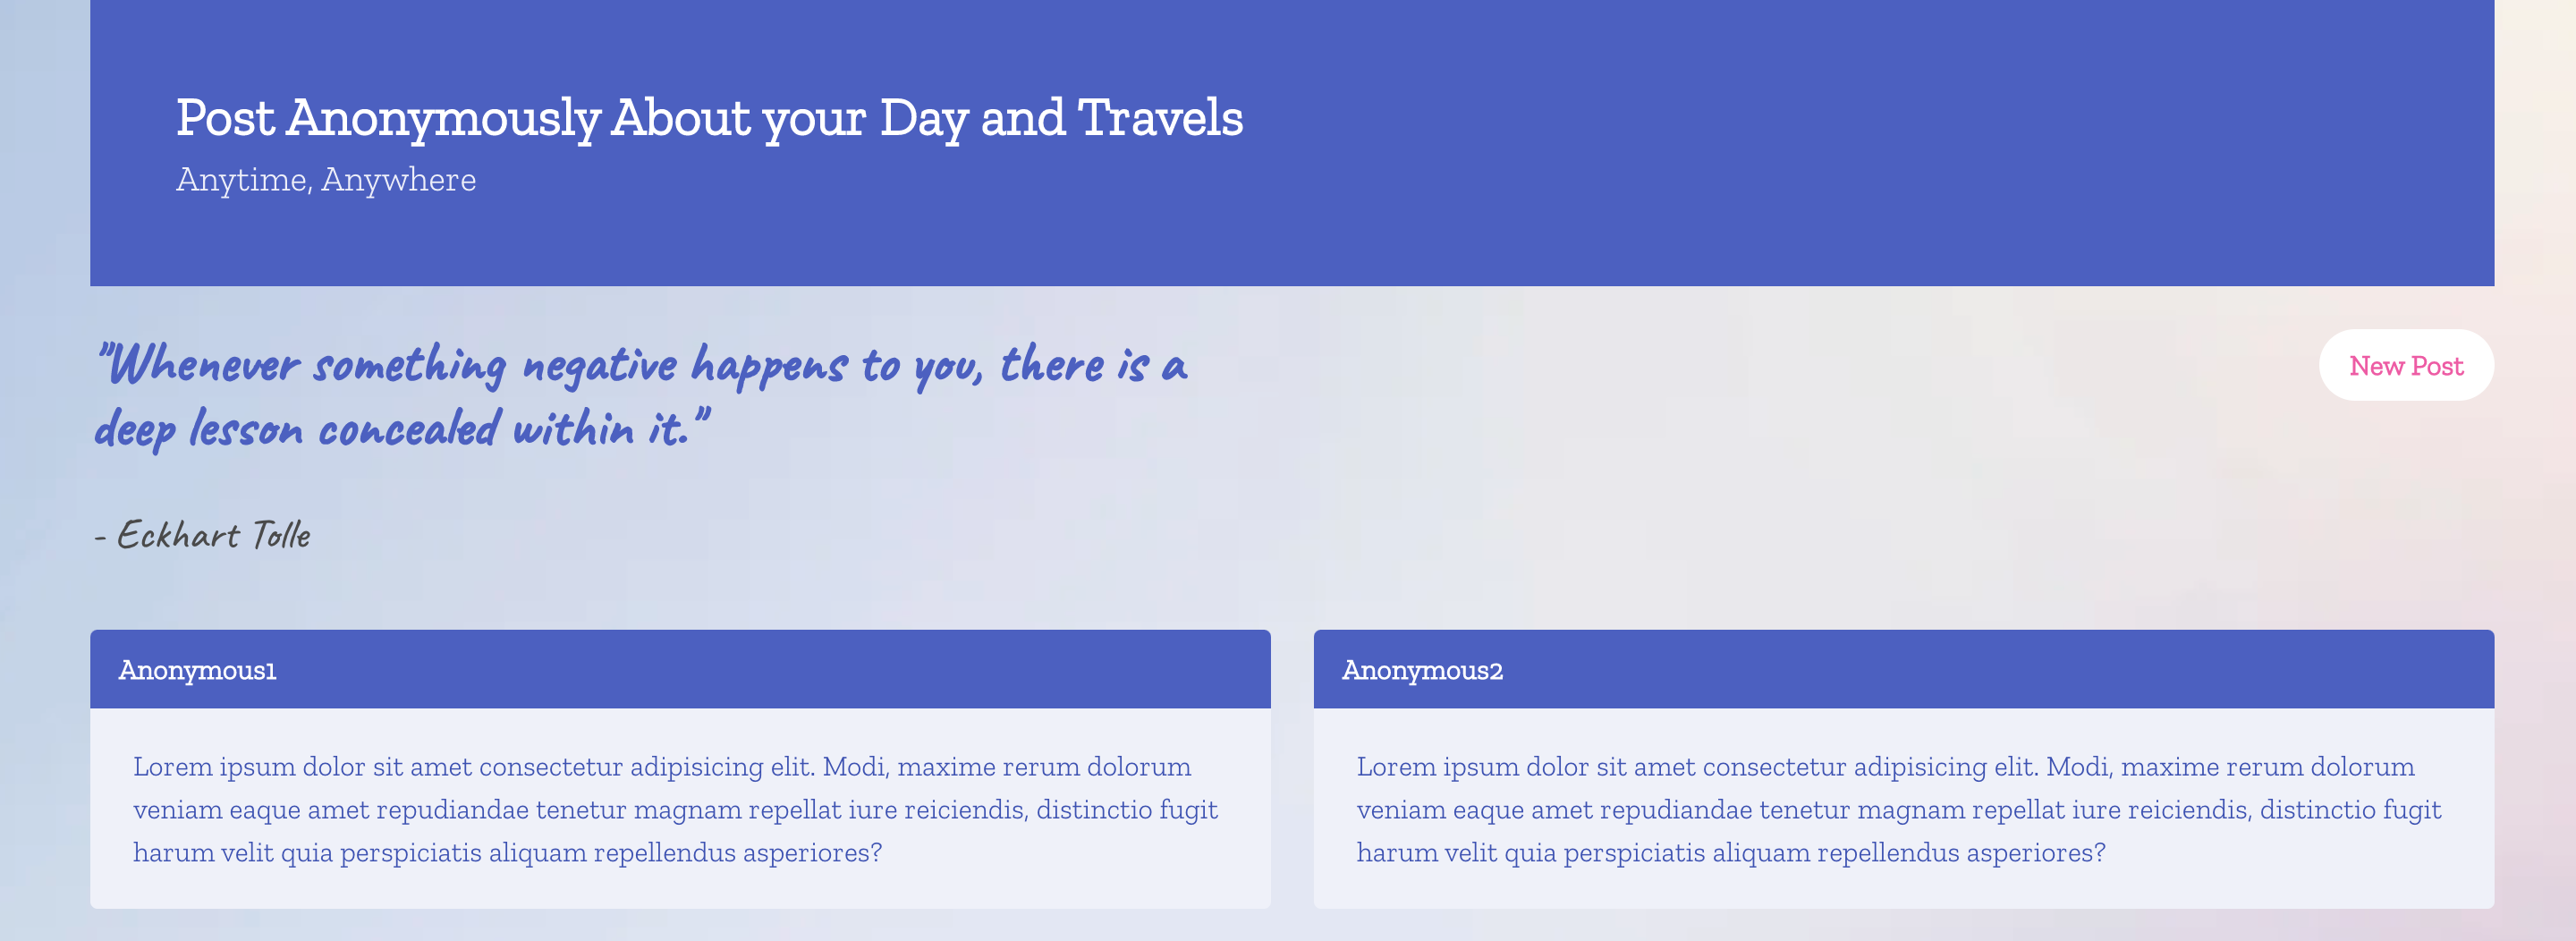 Post Anonymously About your Day and Travels
Anytime, Anywhere
"Whenever something negative happens to you, there is a
deep lesson concealed within it."
- Eckhart Tolle
New Post
Anonymous1
Lorem ipsum dolor sit amet consectetur adipisicing elit. Modi, maxime rerum dolorum
veniam eaque amet repudiandae tenetur magnam repellat iure reiciendis, distinctio fugit
harum velit quia perspiciatis aliquam repellendus asperiores?
Anonymous2
Lorem ipsum dolor sit amet consectetur adipisicing elit. Modi, maxime rerum dolorum
veniam eaque amet repudiandae tenetur magnam repellat iure reiciendis, distinctio fugit
harum velit quia perspiciatis aliquam repellendus asperiores?